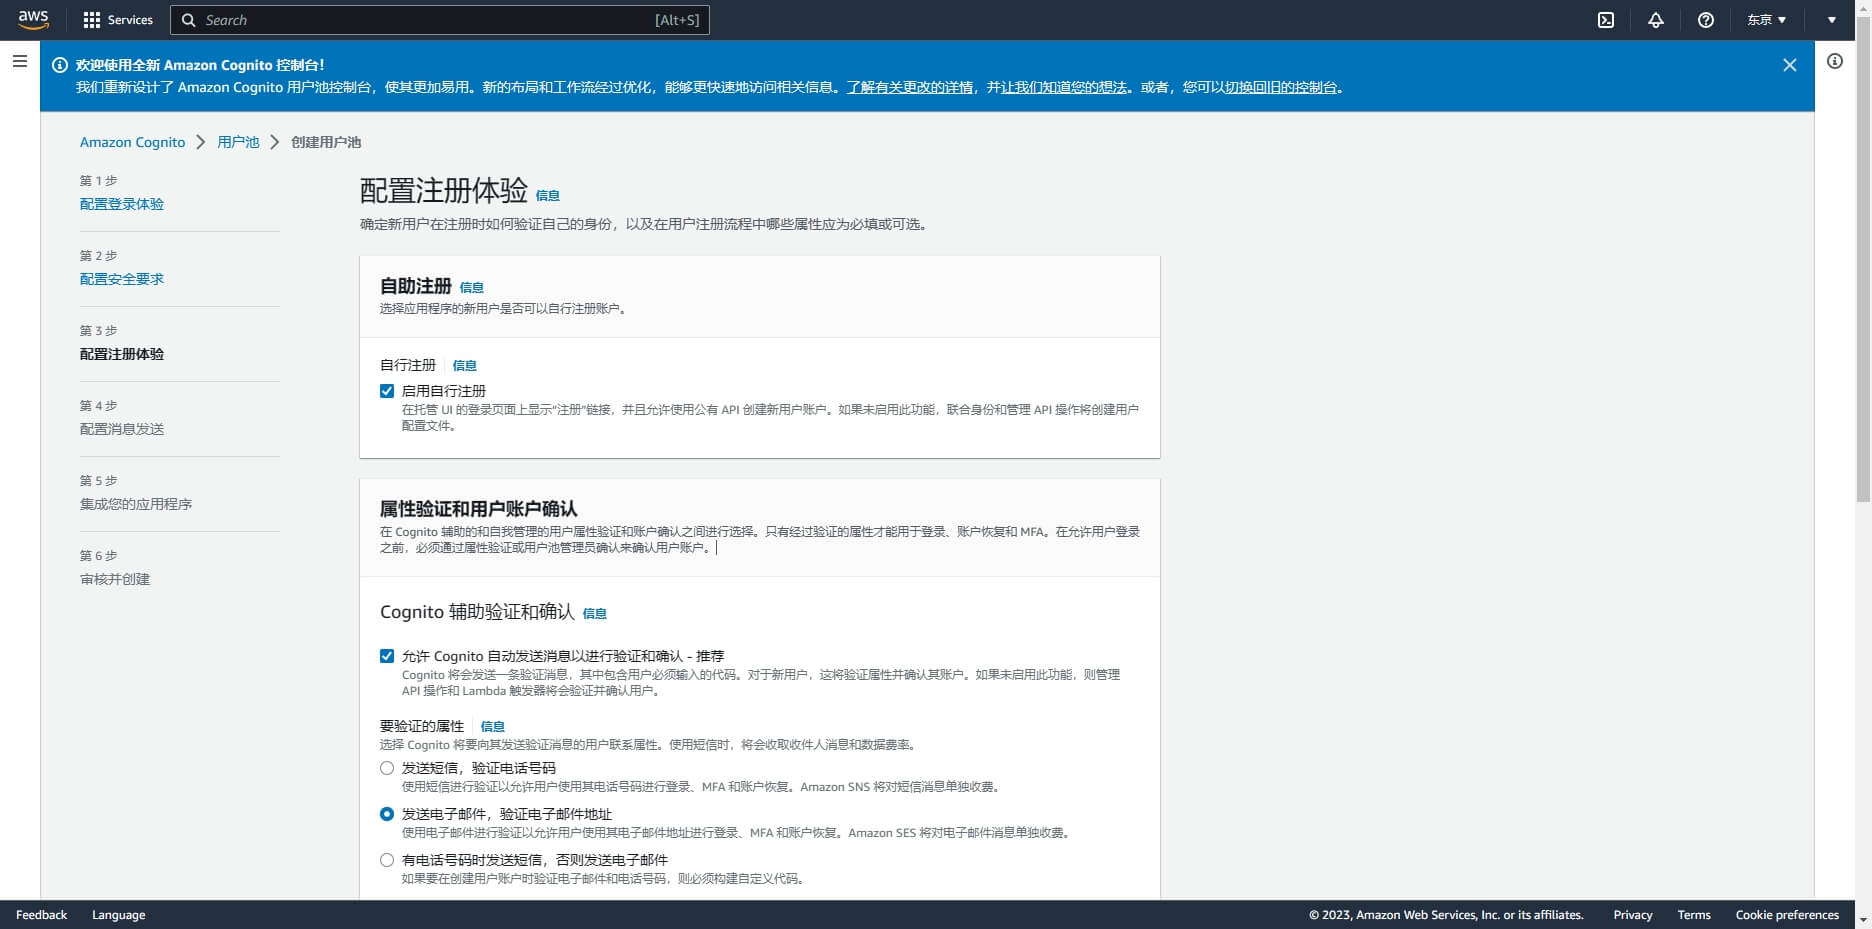 aws
Services
Search
[Alt+S]
东京
欢迎使用全新 Amazon Cognito 控制台！
我们重新设计了 Amazon Cognito 用户池控制台，使其更加易用。新的布局和工作流经过优化，能够更快速地访问相关信息。了解有关更改的详情，并让我们知道您的想法。或者，您可以切换回旧的控制台。
Amazon Cognito > 用户池 > 创建用户池
第 1 步
配置登录体验
第 2 步
配置安全要求
第 3 步
配置注册体验
第 4 步
配置消息发送
第 5 步
集成您的应用程序
第 6 步
审核并创建
配置注册体验 信息
确定新用户在注册时如何验证自己的身份，以及在用户注册流程中哪些属性应为必填或可选。
自助注册 信息
选择应用程序的新用户是否可以自行注册账户。
自行注册 信息
启用自行注册
在托管 UI 的登录页面上显示“注册”链接，并且允许使用公有 API 创建新用户账户。如果未启用此功能，联合身份和管理 API 操作将创建用户
配置文件。
属性验证和用户账户确认
在 Cognito 辅助的和自我管理的用户属性验证和账户确认之间进行选择。只有经过验证的属性才能用于登录、账户恢复和 MFA。在允许用户登录
之前，必须通过属性验证或用户池管理员确认来确认用户账户。
Cognito 辅助验证和确认 信息
允许 Cognito 自动发送消息以进行验证和确认 - 推荐
Cognito 将会发送一条验证消息，其中包含用户必须输入的代码。对于新用户，这将验证属性并确认其账户。如果未启用此功能，则管理
API 操作和 Lambda 触发器将会验证并确认用户。
要验证的属性 信息
选择 Cognito 将要向其发送验证消息的用户联系属性。使用短信时，将会收取收件人消息和数据费率。
发送短信，验证电话号码
使用短信进行验证以允许用户使用其电话号码进行登录、MFA 和账户恢复。Amazon SNS 将对短信消息单独收费。
发送电子邮件，验证电子邮件地址
使用电子邮件进行验证以允许用户使用其电子邮件地址进行登录、MFA 和账户恢复。Amazon SES 将对电子邮件消息单独收费。
有电话号码时发送短信，否则发送电子邮件
如果要在创建用户账户时验证电子邮件和电话号码，则必须构建自定义代码。
Feedback
Language
© 2023, Amazon Web Services, Inc. or its affiliates.
Privacy
Terms
Cookie preferences